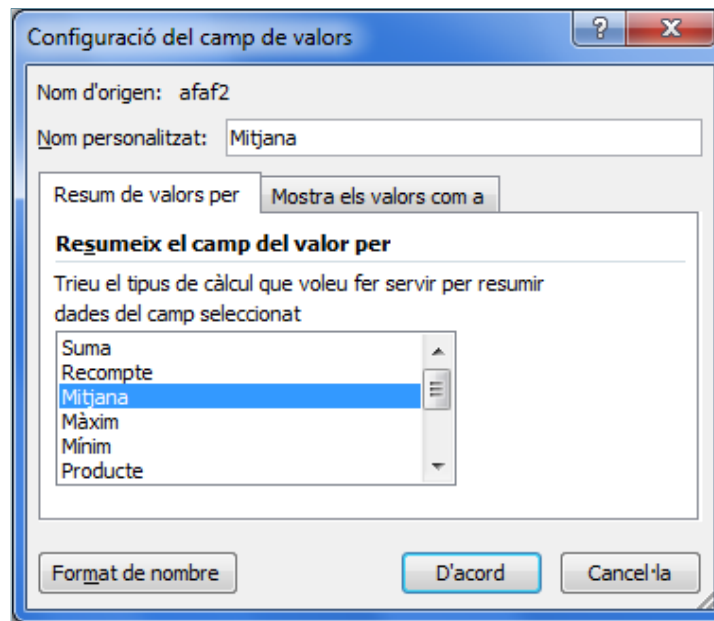 Configuració del camp de valors
Nom d'origen: afaf2
Nom personalitzat: Mitjana
Resum de valors per
Mostra els valors com a
Resumeix el camp del valor per
Trieu el tipus de càlcul que voleu fer servir per resumir
dades del camp seleccionat
Suma
Recompte
Mitjana
Màxim
Mínim
Producte
Format de nombre
D'acord
Cancel·la